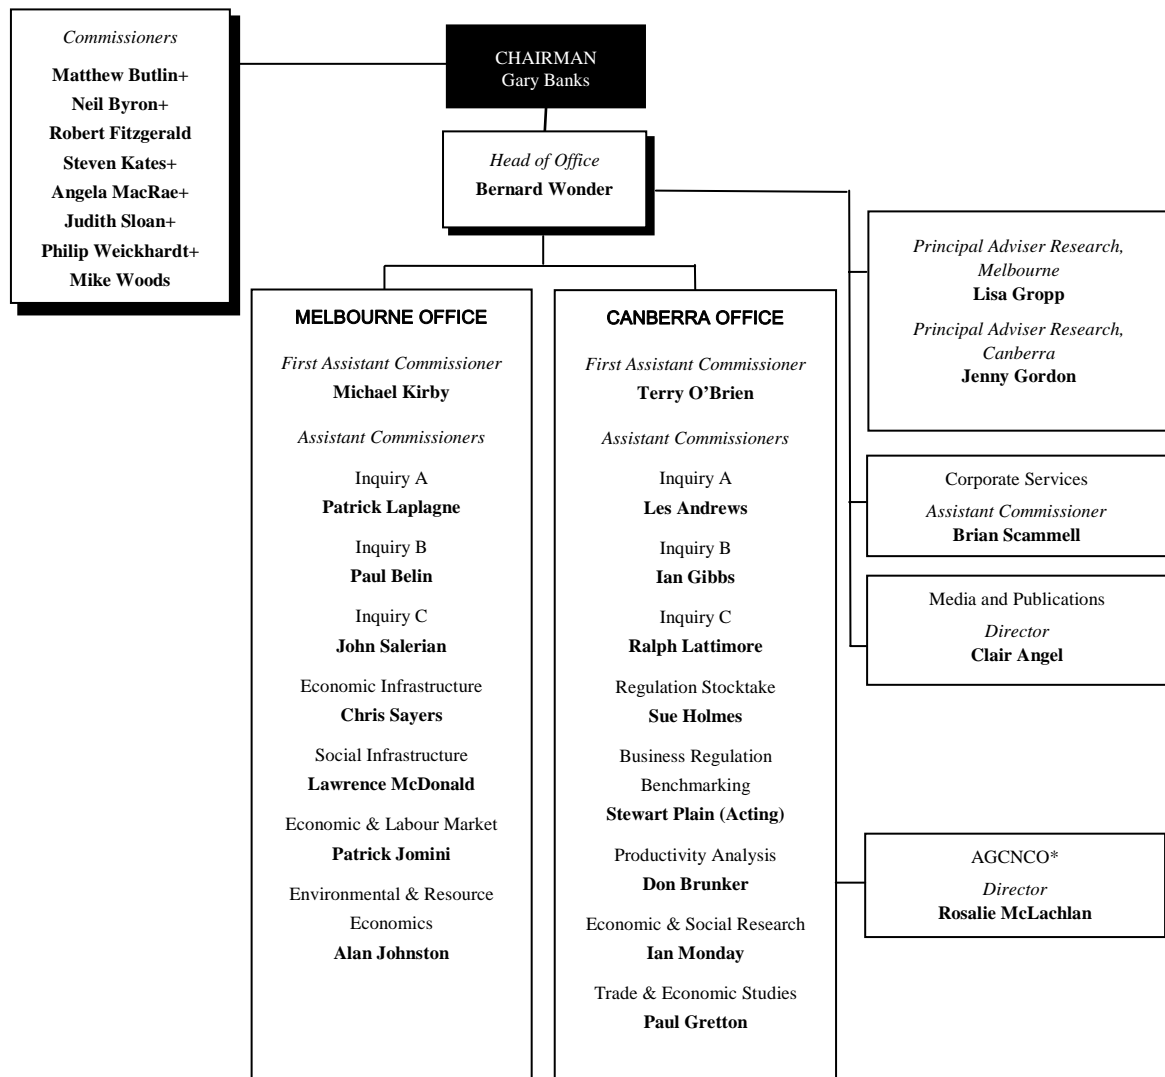 Commissioners
Matthew Butlin+
Neil Byron+
Robert Fitzgerald
Steven Kates+
Angela MacRae+
Judith Sloan+
Philip Weickhardt+
Mike Woods
CHAIRMAN
Gary Banks
Head of Office
Bernard Wonder
MELBOURNE OFFICE
First Assistant Commissioner
Michael Kirby
Assistant Commissioners
Inquiry A
Patrick Laplagne
Inquiry B
Paul Belin
Inquiry C
John Salerian
Economic Infrastructure
Chris Sayers
Social Infrastructure
Lawrence McDonald
Economic & Labour Market
Patrick Jomini
Environmental & Resource
Economics
Alan Johnston
CANBERRA OFFICE
First Assistant Commissioner
Terry O’Brien
Assistant Commissioners
Inquiry A
Les Andrews
Inquiry B
Ian Gibbs
Inquiry C
Ralph Lattimore
Regulation Stocktake
Sue Holmes
Business Regulation
Benchmarking
Stewart Plain (Acting)
Productivity Analysis
Don Brunker
Economic & Social Research
Ian Monday
Trade & Economic Studies
Paul Gretton
Principal Adviser Research,
Melbourne
Lisa Gropp
Principal Adviser Research,
Canberra
Jenny Gordon
Corporate Services
Assistant Commissioner
Brian Scammell
Media and Publications
Director
Clair Angel
AGCNCO*
Director
Rosalie McLachlan